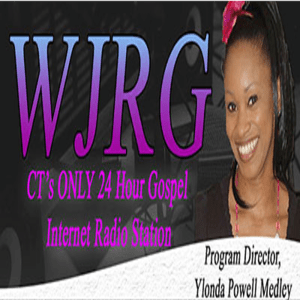 WJRG
CT's ONLY 24 Hour Gospel
Internet Radio Station
Program Director,
Ylonda Powell Medley